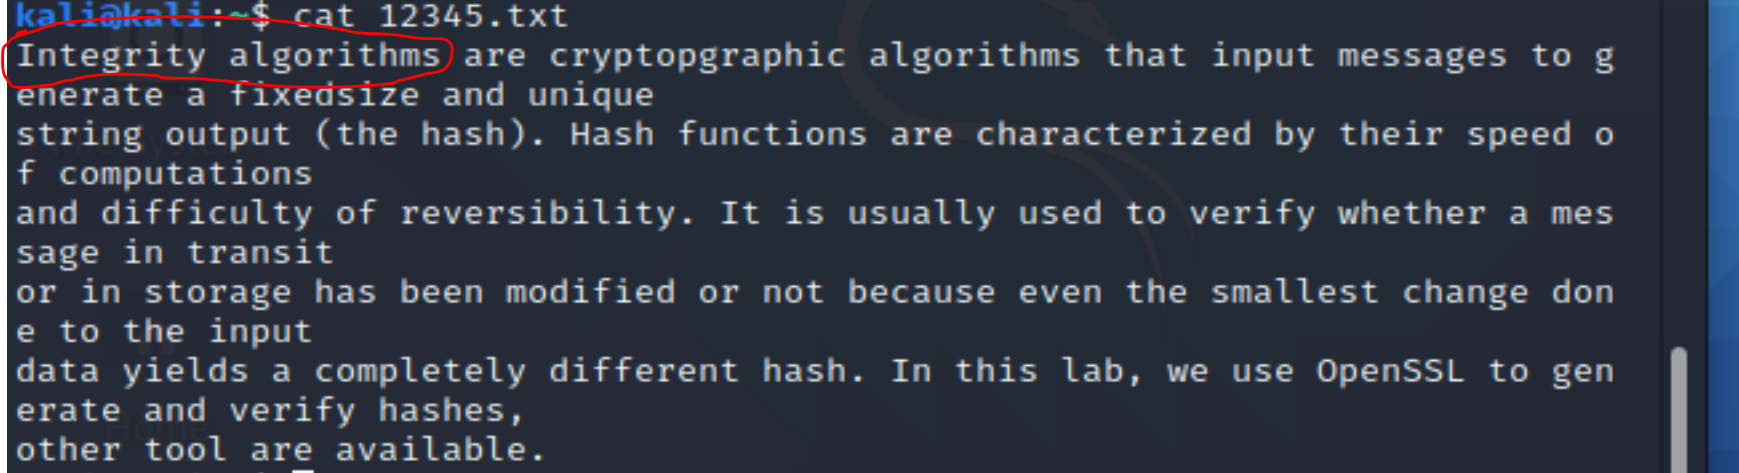 kali@kali:~$ cat 12345.txt
Integrity algorithms are cryptopgraphic algorithms that input messages to g
enerate a fixedsize and unique
string output (the hash). Hash functions are characterized by their speed o
f computations
and difficulty of reversibility. It is usually used to verify whether a mes
sage in transit
or in storage has been modified or not because even the smallest change don
e to the input
data yields a completely different hash. In this lab, we use OpenSSL to gen
erate and verify hashes,
other tool are available.